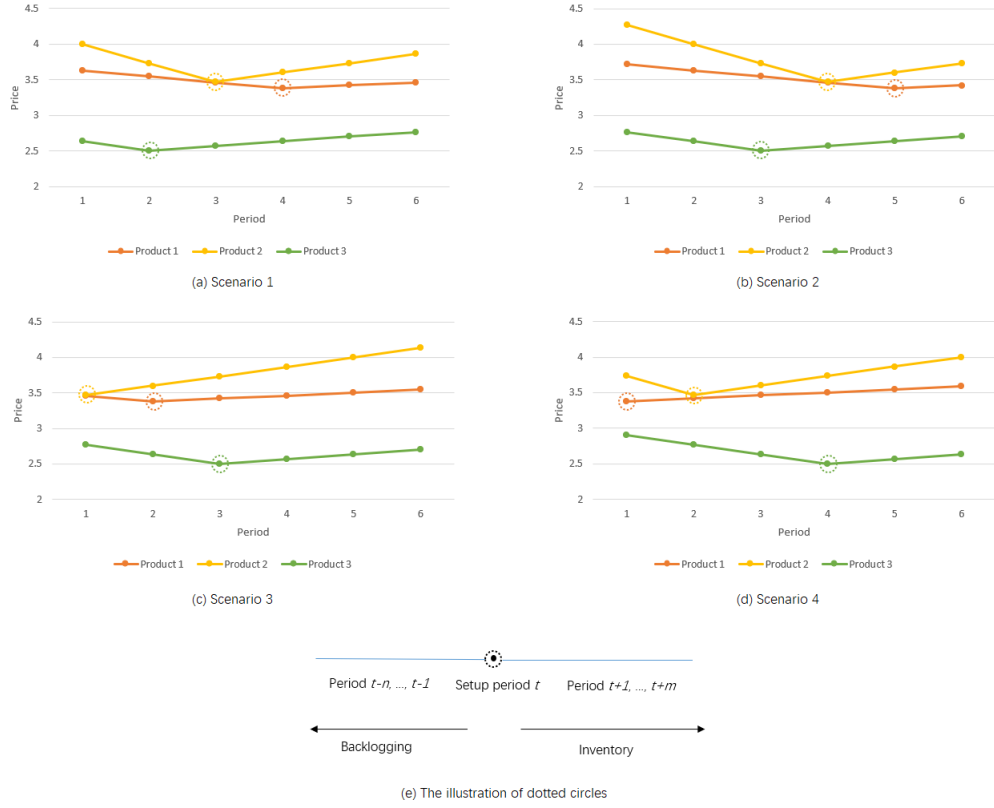 4.5
4
3.5
3
2.5
2
Price
1 2 3 4 5 6
Period
Product 1 Product 2 Product 3
(a) Scenario 1
4.5
4
3.5
3
2.5
2
Price
1 2 3 4 5 6
Period
Product 1 Product 2 Product 3
(b) Scenario 2
4.5
4
3.5
3
2.5
2
Price
1 2 3 4 5 6
Period
Product 1 Product 2 Product 3
(c) Scenario 3
4.5
4
3.5
3
2.5
2
Price
1 2 3 4 5 6
Period
Product 1 Product 2 Product 3
(d) Scenario 4
Period t-n, ..., t-1 Setup period t Period t+1, ..., t+m
Backlogging Inventory
(e) The illustration of dotted circles